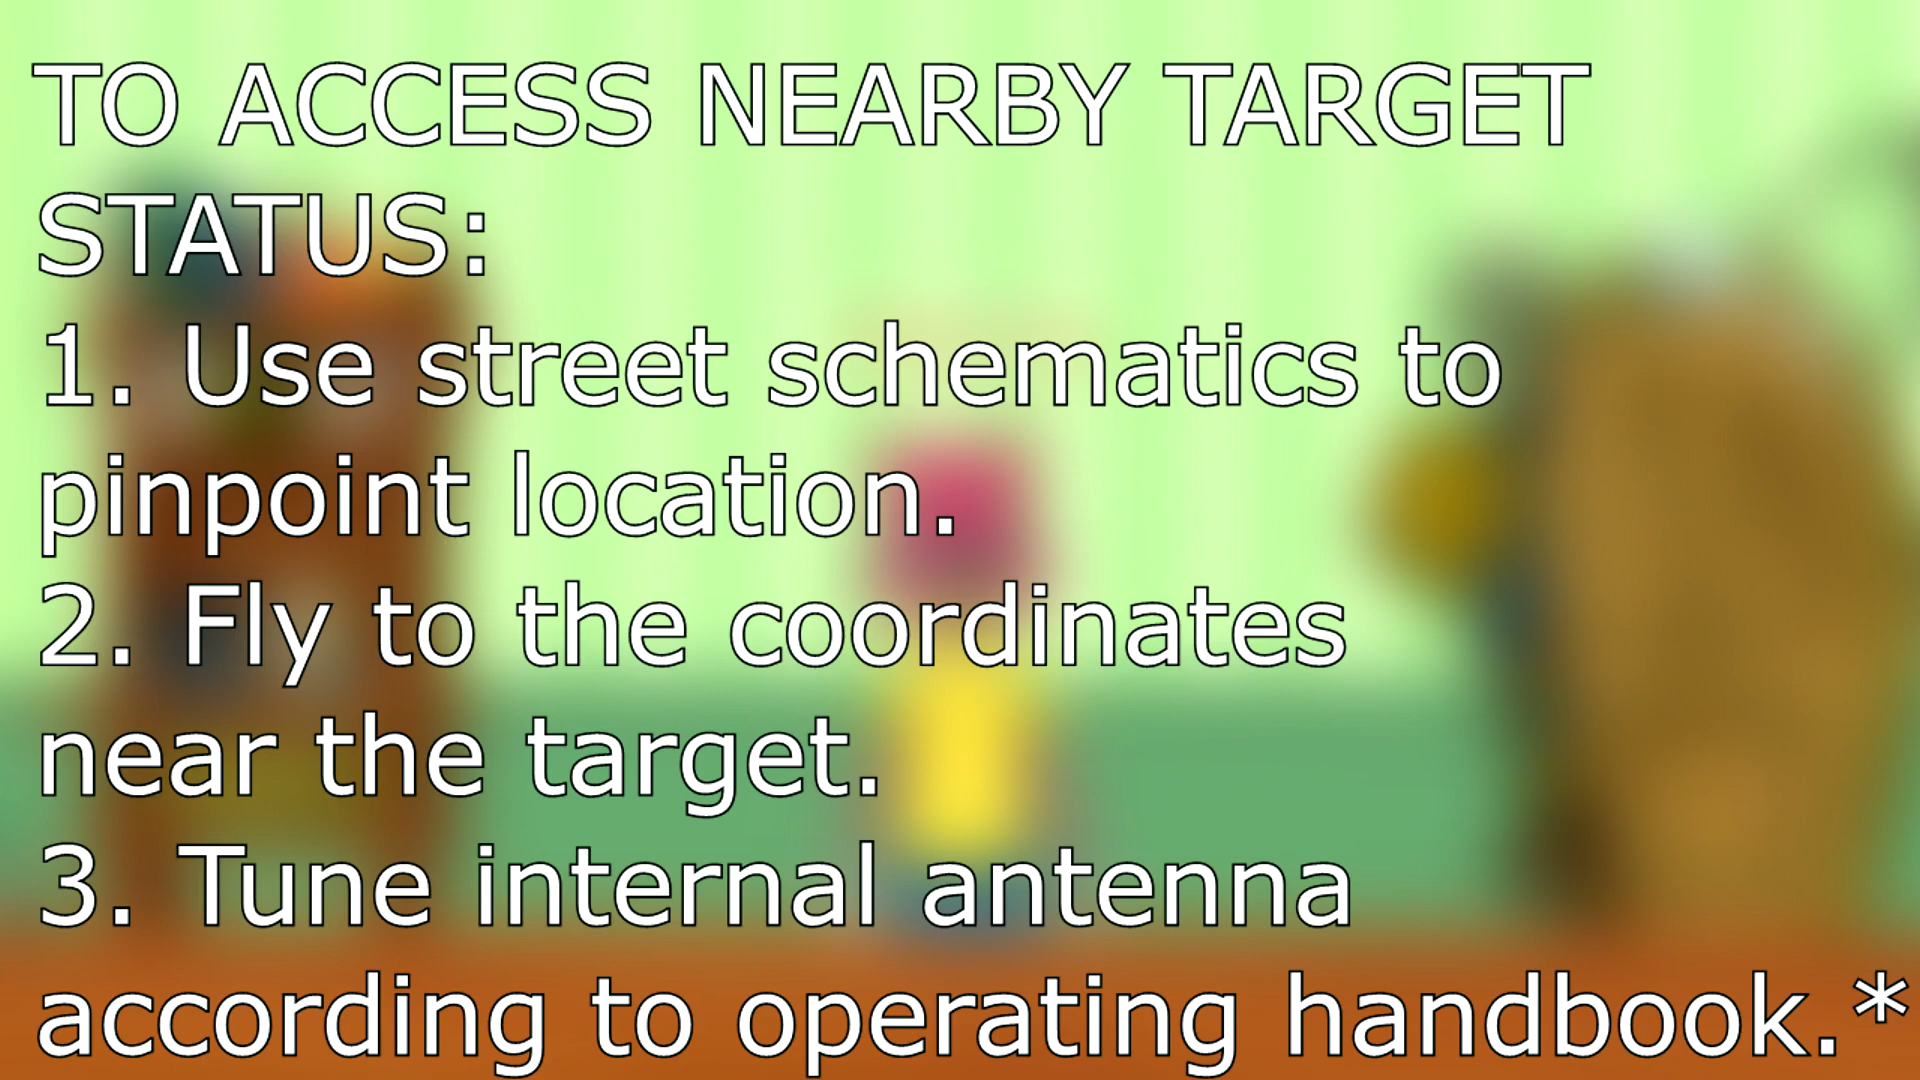 TO ACCESS NEARBY TARGET
STATUS:
1. Use street schematics to
pinpoint location.
2. Fly to the coordinates
near the target.
3. Tune internal antenna
according to operating handbook.*